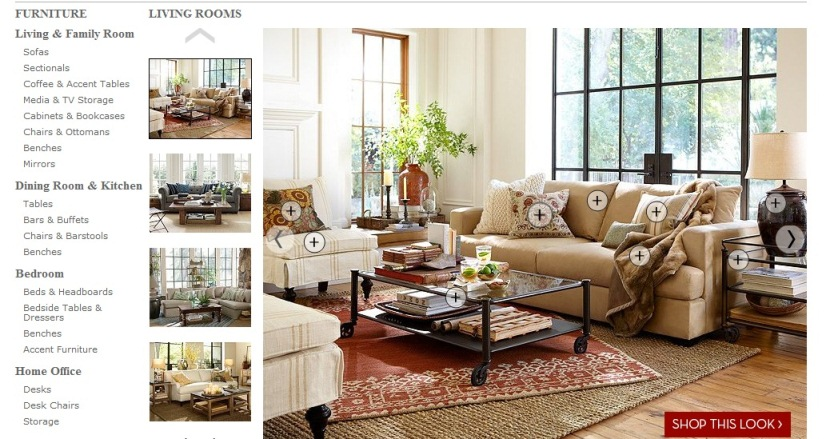 FURNITURE
Living & Family Room
Sofas
Sectionals
Coffee & Accent Tables
Media & TV Storage
Cabinets & Bookcases
Chairs & Ottomans
Benches
Mirrors
Dining Room & Kitchen
Tables
Bars & Buffets
Chairs & Barstools
Benches
Bedroom
Beds & Headboards
Bedside Tables &
Dressers
Benches
Accent Furniture
Home Office
Desks
Desk Chairs
Storage
LIVING ROOMS
SHOP THIS LOOK >